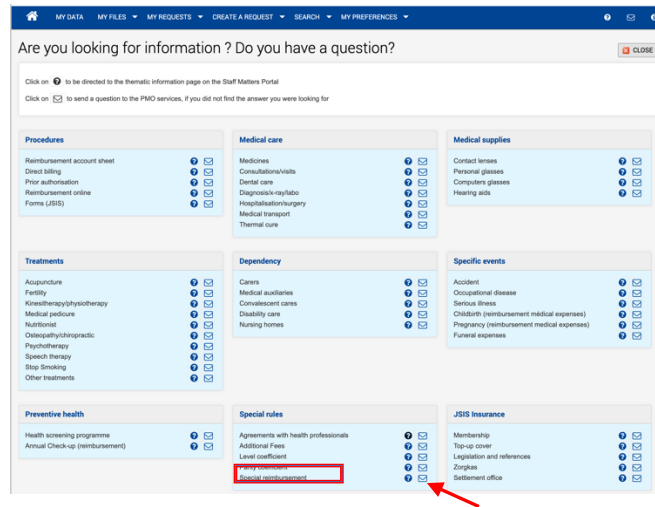 MY DATA MY FILES MY REQUESTS CREATE A REQUEST SEARCH MY PREFERENCES
Are you looking for information ? Do you have a question?
CLOSE
Click on to be directed to the thematic information page on the Staff Matters Portal
Click on to send a question to the PMO services, if you did not find the answer you were looking for
Procedures
Reimbursement account sheet
Direct billing
Prior authorisation
Reimbursement online
Forms (JSIS)
Medical care
Medicines
Consultations/visits
Dental care
Diagnosis/x-ray/labo
Hospitalisation/surgery
Medical transport
Thermal cure
Medical supplies
Contact lenses
Personal glasses
Computers glasses
Hearing aids
Treatments
Acupuncture
Fertility
Kinesitherapy/physiotherapy
Medical pedicure
Nutritionist
Osteopathy/chiropractic
Psychotherapy
Speech therapy
Stop Smoking
Other treatments
Dependency
Carers
Medical auxiliaries
Convalescent cares
Disability care
Nursing homes
Specific events
Accident
Occupational disease
Serious illness
Childbirth (reimbursement médical expenses)
Pregnancy (reimbursement medical expenses)
Funeral expenses
Preventive health
Health screening programme
Annual Check-up (reimbursement)
Special rules
Agreements with health professionals
Additional Fees
Level coefficient
Parity coefficient
Special reimbursement
JSIS Insurance
Membership
Top-up cover
Legislation and references
Zorgkas
Settlement office